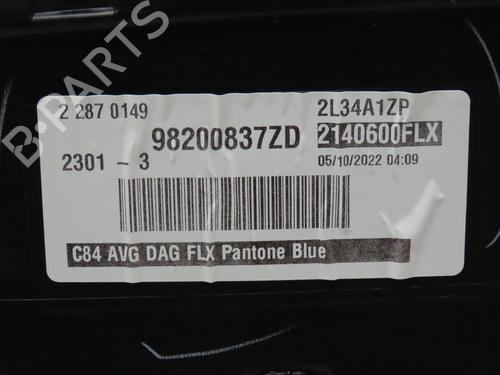 2 287 0149
2L34A1ZP
98200837ZD
2140600FLX
2301 - 3
05/10/2022 04:09
C84 AVG DAG FLX Pantone Blue
B-PARTS